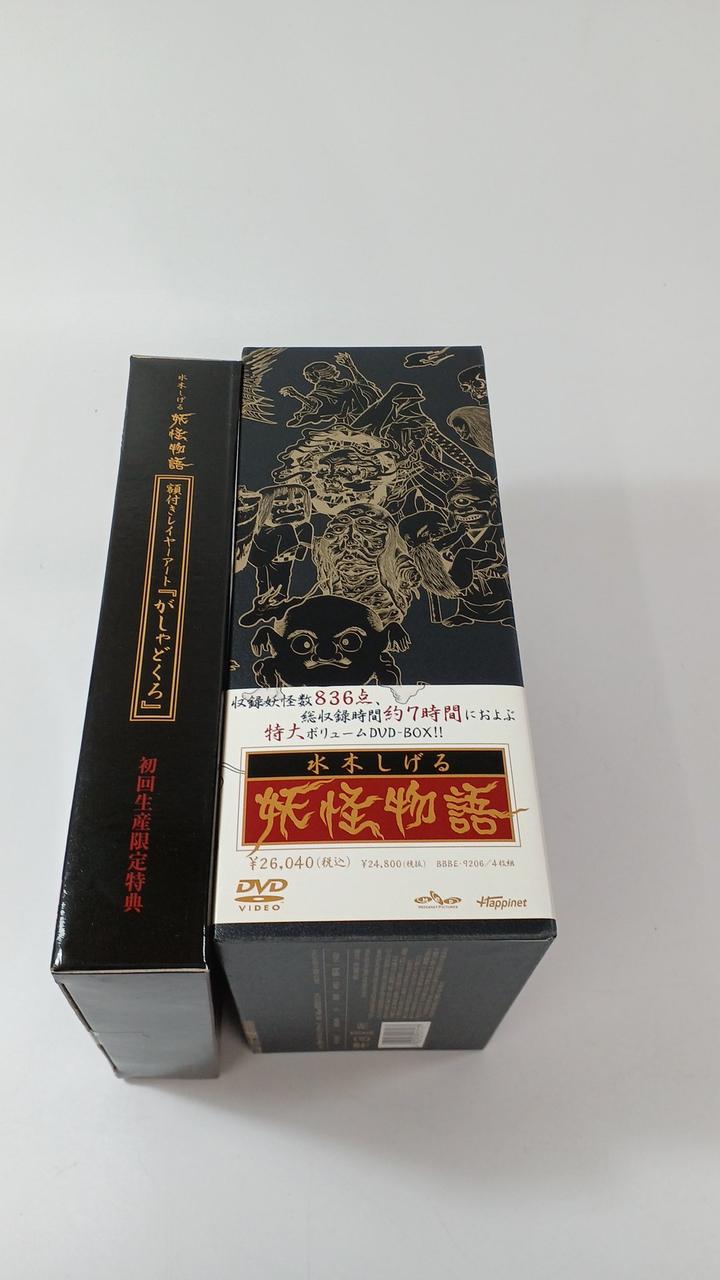 水木しげる
妖怪物語
額付きレイヤーアート『がしゃどくろ』
初回生産限定特典
収録妖怪数836点、
総収録時間約7時間におよぶ
特大ボリュームDVD-BOX!!
水木しげる
妖怪物語
¥26,040(税込) ¥24,800(税抜) BBBE-9206/4枚組
DVD
VIDEO
Happinet